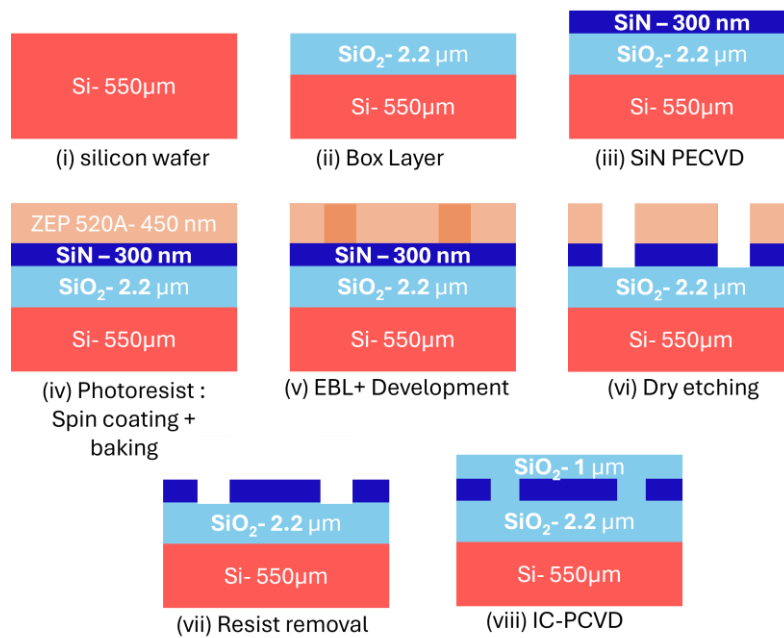 Si- 550µm
(i) silicon wafer
SiO₂- 2.2 µm
Si- 550µm
(ii) Box Layer
SiN – 300 nm
SiO₂- 2.2 µm
Si- 550µm
(iii) SiN PECVD
ZEP 520A- 450 nm
SiN – 300 nm
SiO₂- 2.2 µm
Si- 550µm
(iv) Photoresist :
Spin coating +
baking
SiN – 300 nm
SiO₂- 2.2 µm
Si- 550µm
(v) EBL+ Development
SiO₂- 2.2 µm
Si- 550µm
(vi) Dry etching
SiO₂- 2.2 µm
Si- 550µm
(vii) Resist removal
SiO₂- 1 µm
SiO₂- 2.2 µm
Si- 550µm
(viii) IC-PCVD